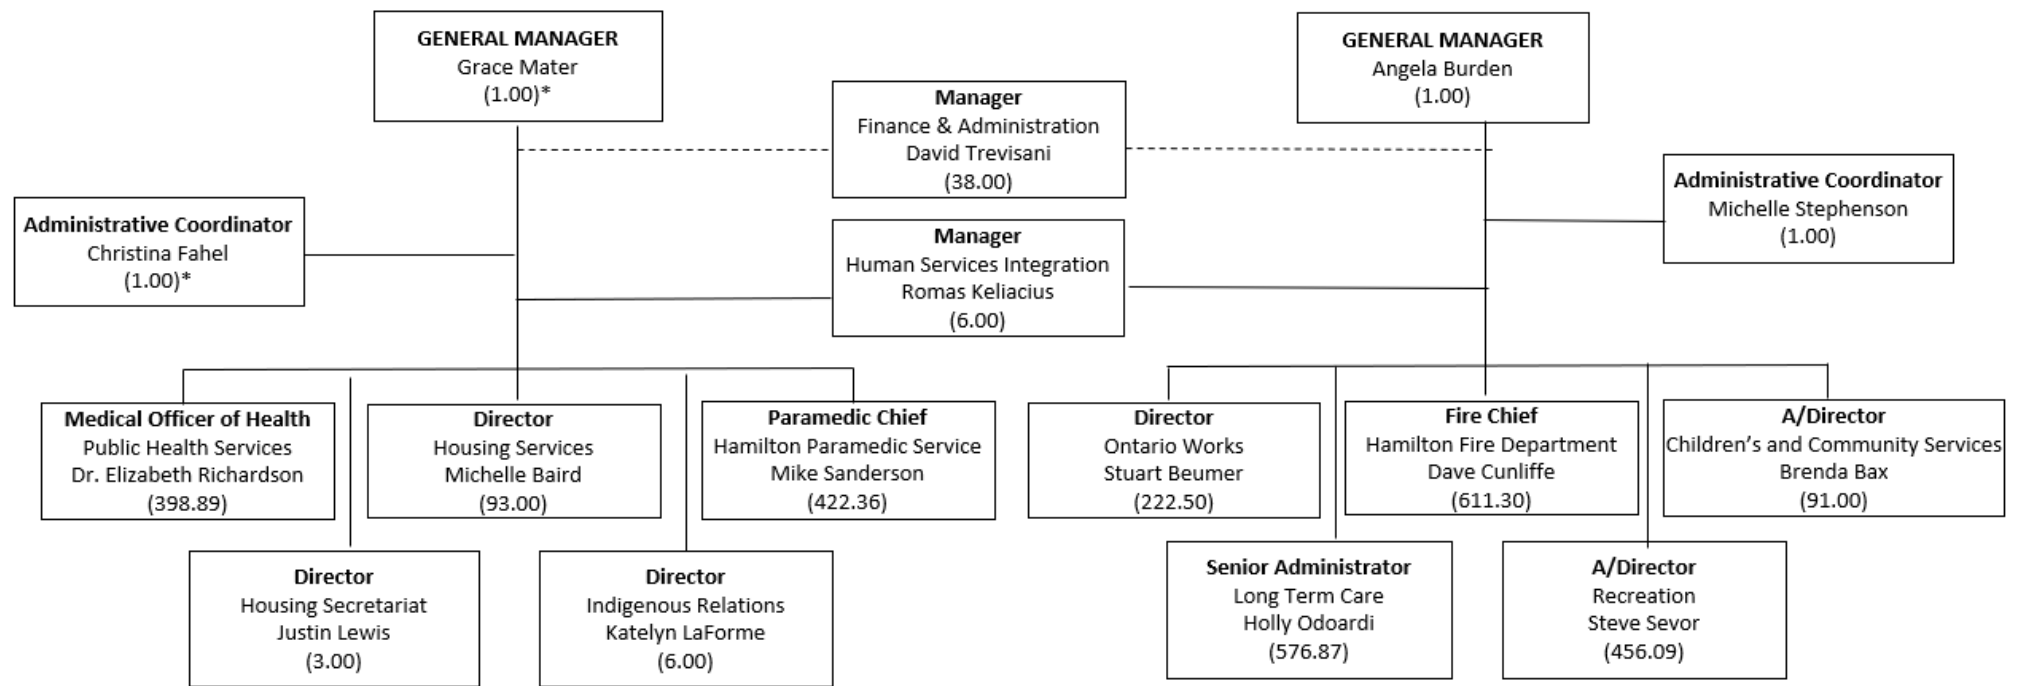 GENERAL MANAGER
Grace Mater
(1.00)*
GENERAL MANAGER
Angela Burden
(1.00)
Manager
Finance & Administration
David Trevisani
(38.00)
Administrative Coordinator
Michelle Stephenson
(1.00)
Administrative Coordinator
Christina Fahel
(1.00)*
Manager
Human Services Integration
Romas Keliacius
(6.00)
Medical Officer of Health
Public Health Services
Dr. Elizabeth Richardson
(398.89)
Director
Housing Services
Michelle Baird
(93.00)
Paramedic Chief
Hamilton Paramedic Service
Mike Sanderson
(422.36)
Director
Ontario Works
Stuart Beumer
(222.50)
Fire Chief
Hamilton Fire Department
Dave Cunliffe
(611.30)
A/Director
Children’s and Community Services
Brenda Bax
(91.00)
Director
Housing Secretariat
Justin Lewis
(3.00)
Director
Indigenous Relations
Katelyn LaForme
(6.00)
Senior Administrator
Long Term Care
Holly Odoardi
(576.87)
A/Director
Recreation
Steve Sevor
(456.09)